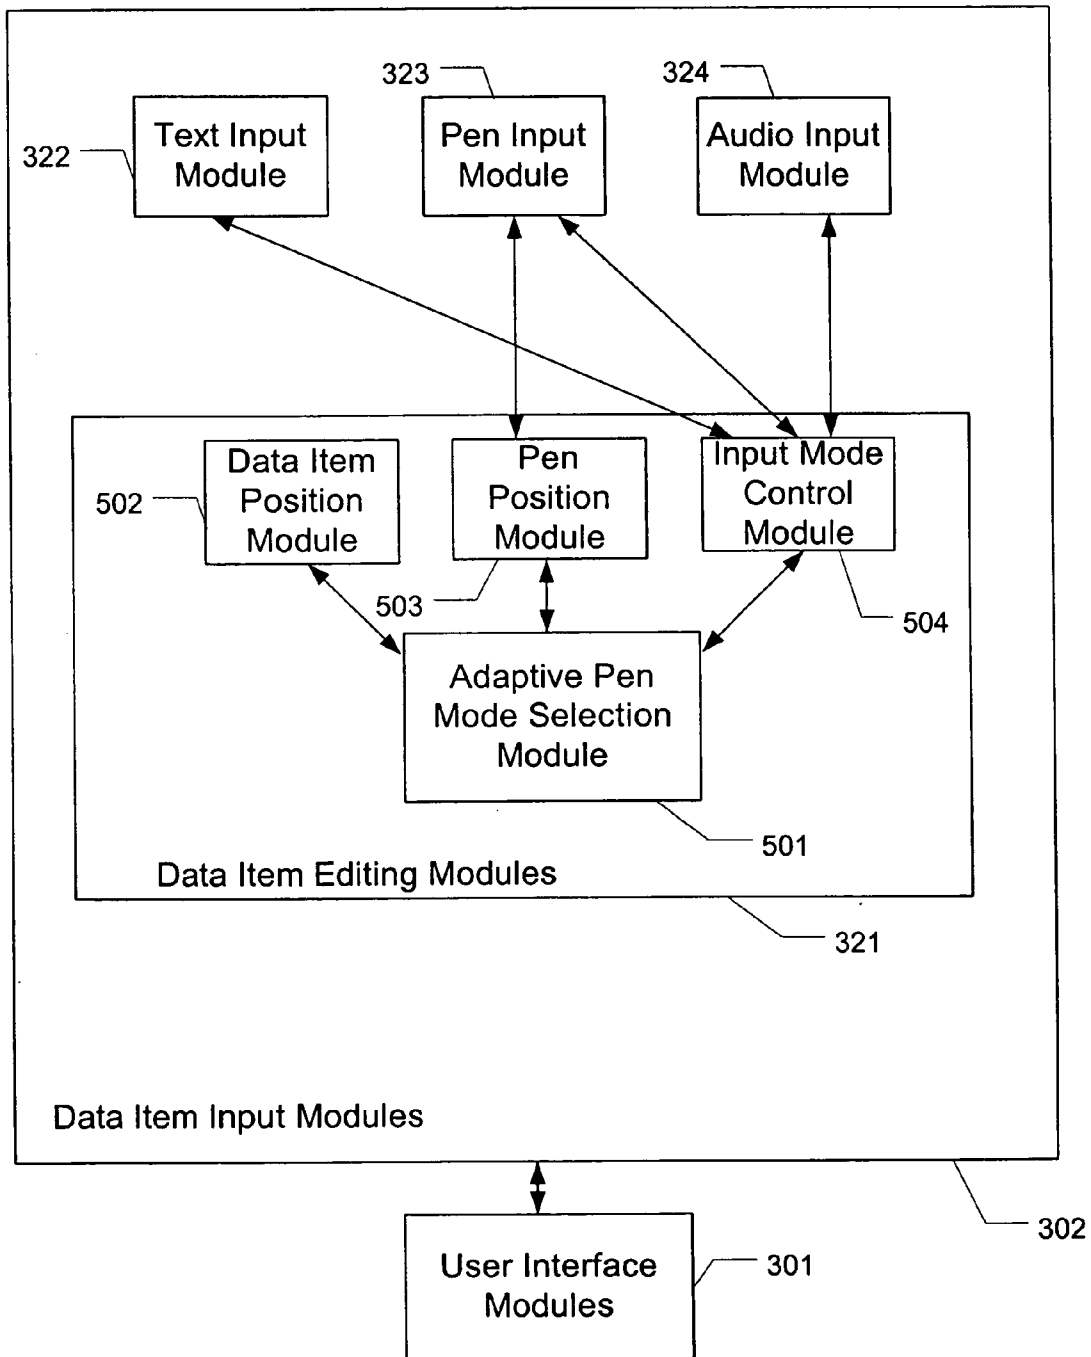 323
324
Text Input
Module
Pen Input
Module
Audio Input
Module
322
Data Item
Position
Module
Pen
Position
Module
Input Mode
Control
Module
502
503
504
Adaptive Pen
Mode Selection
Module
501
Data Item Editing Modules
321
Data Item Input Modules
302
User Interface
Modules
301